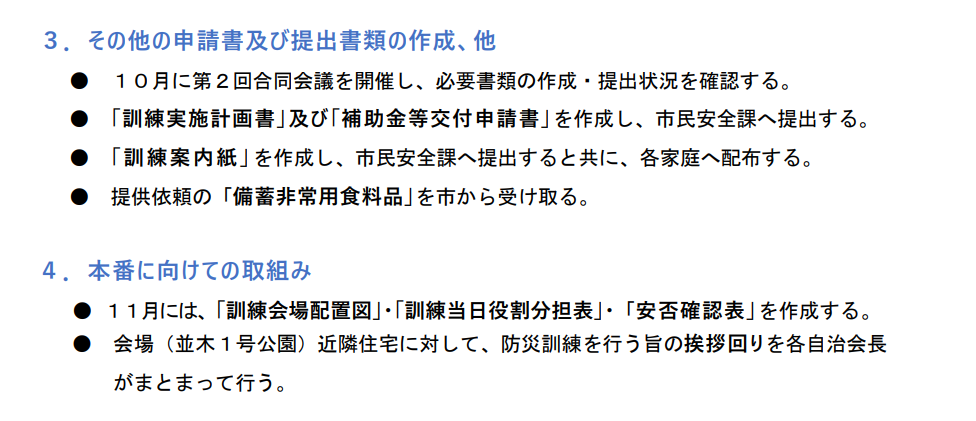 ３．その他の申請書及び提出書類の作成、他
● １０月に第２回合同会議を開催し、必要書類の作成・提出状況を確認する。
● 「訓練実施計画書」及び「補助金等交付申請書」を作成し、市民安全課へ提出する。
● 「訓練案内紙」を作成し、市民安全課へ提出すると共に、各家庭へ配布する。
● 提供依頼の「備蓄非常用食料品」を市から受け取る。
４．本番に向けての取組み
● １１月には、「訓練会場配置図」・「訓練当日役割分担表」・「安否確認表」を作成する。
● 会場（並木１号公園）近隣住宅に対して、防災訓練を行う旨の挨拶回りを各自治会長
がまとまって行う。